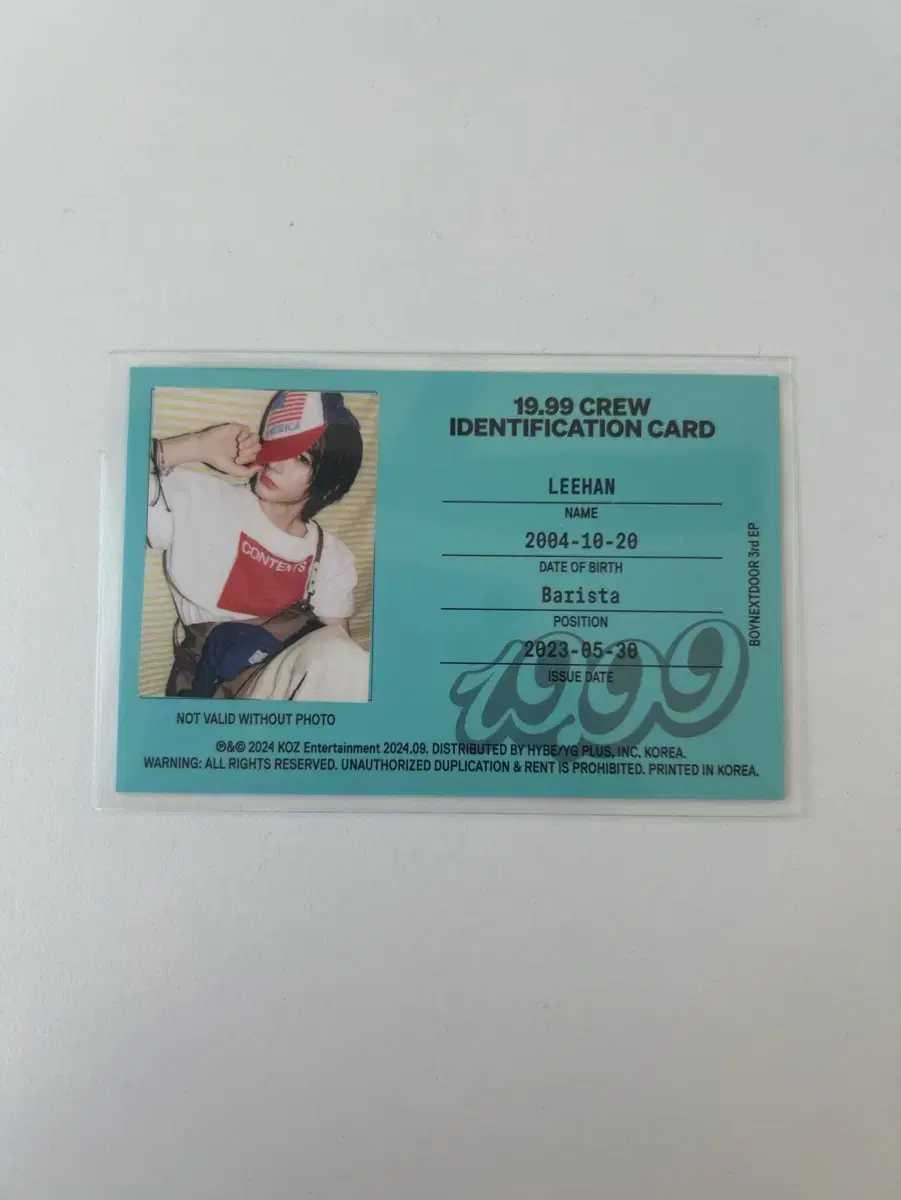 AMERICA
CONTENTS
NOT VALID WITHOUT PHOTO
19.99 CREW
IDENTIFICATION CARD
LEEHAN
NAME
2004-10-20
DATE OF BIRTH
Barista
POSITION
2023-05-30
ISSUE DATE
19.99
BOYNEXTDOOR 3rd EP
℗&© 2024 KOZ Entertainment 2024.09. DISTRIBUTED BY HYBE/YG PLUS, INC. KOREA.
WARNING: ALL RIGHTS RESERVED. UNAUTHORIZED DUPLICATION & RENT IS PROHIBITED. PRINTED IN KOREA.